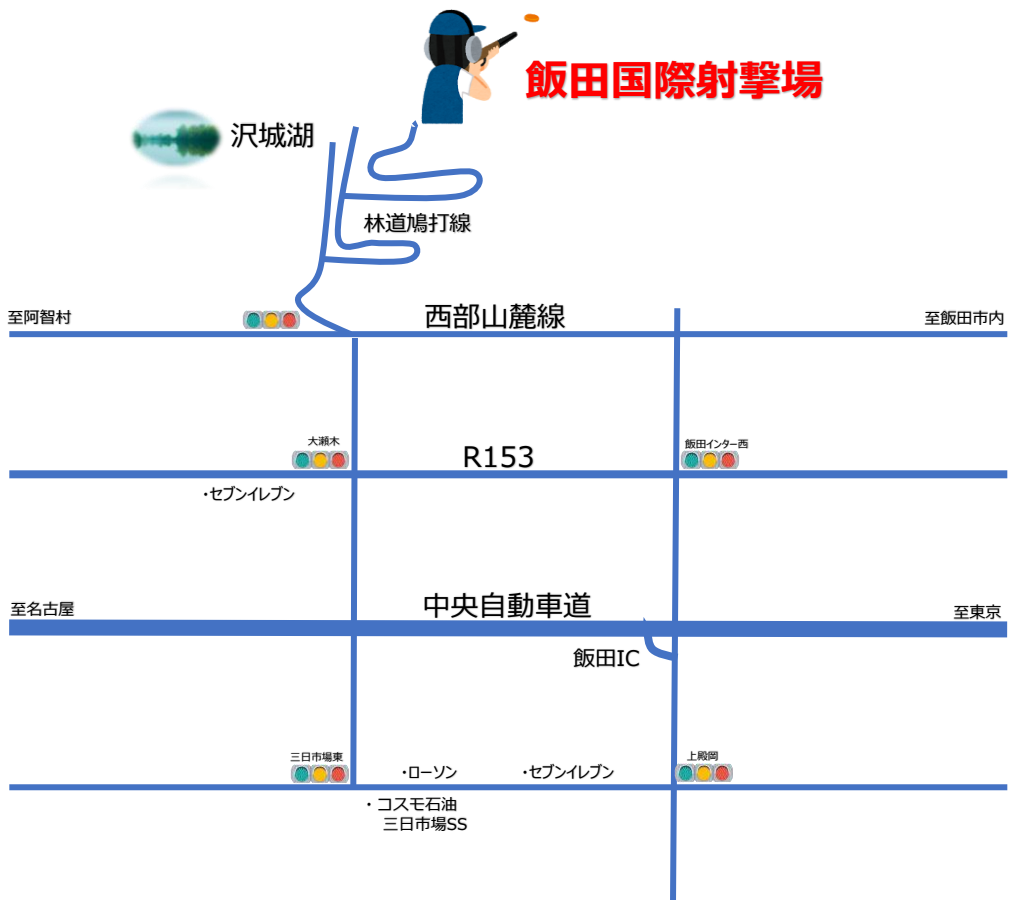 飯田国際射撃場
沢城湖
林道鳩打線
至阿智村
西部山麓線
至飯田市内
大瀬木
R153
飯田インター西
・セブンイレブン
至名古屋
中央自動車道
至東京
飯田IC
三日市場東
・ローソン
・セブンイレブン
上殿岡
・コスモ石油
三日市場SS